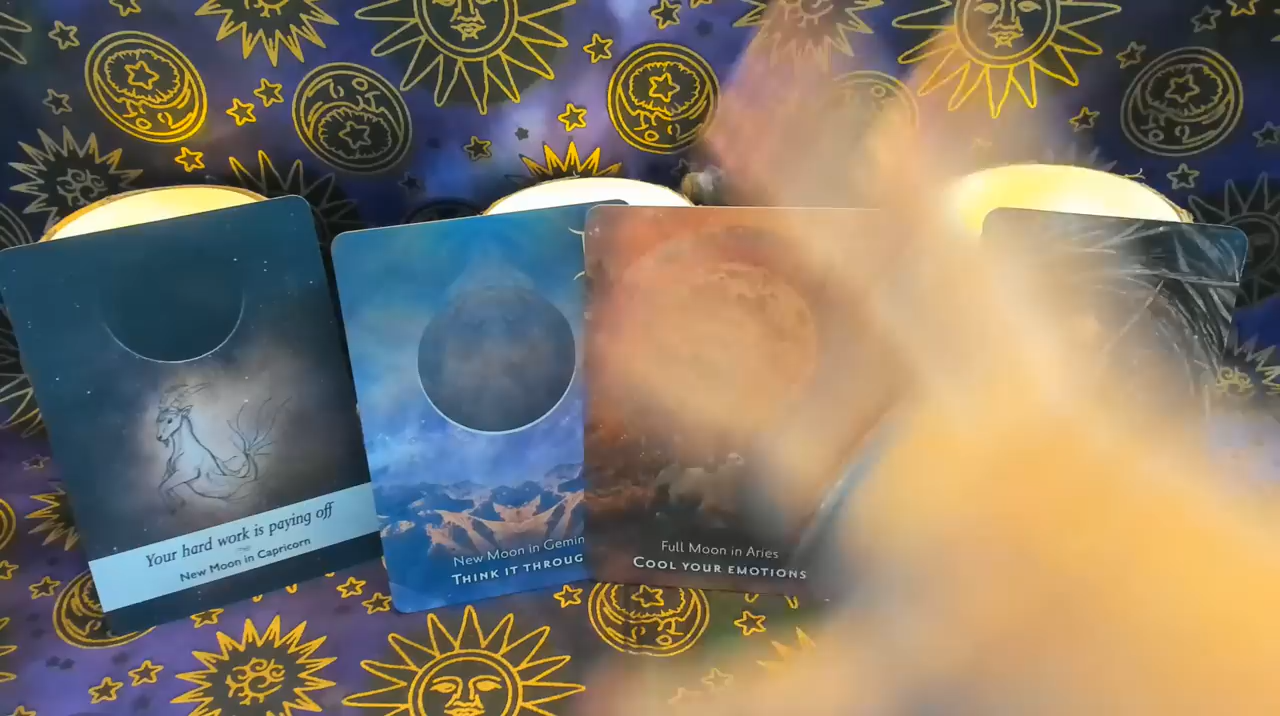 Your hard work is paying off
New Moon in Capricorn
New Moon in Gemin
THINK IT THROUG
Full Moon in Aries
COOL YOUR EMOTIONS